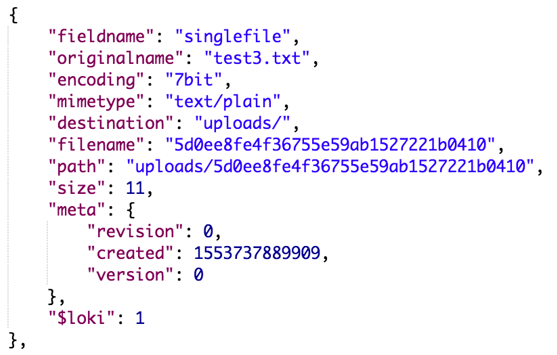 {
"fieldname": "singlefile",
"originalname": "test3.txt",
"encoding": "7bit",
"mimetype": "text/plain",
"destination": "uploads/",
"filename": "5d0ee8fe4f36755e59ab1527221b0410",
"path": "uploads/5d0ee8fe4f36755e59ab1527221b0410",
"size": 11,
"meta": {
"revision": 0,
"created": 1553737889909,
"version": 0
},
"$loki": 1
},